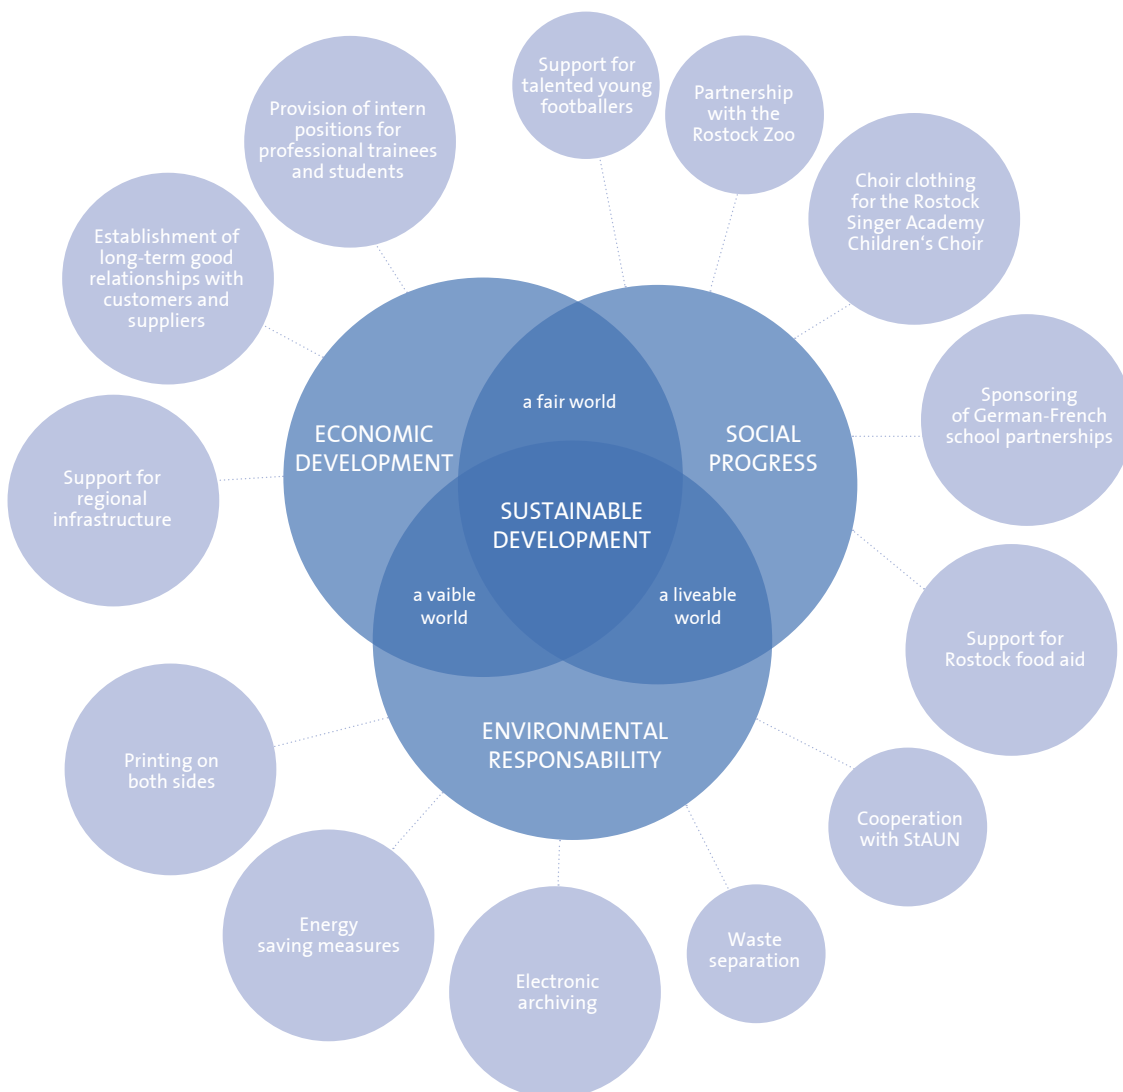 Support for
talented young
footballers
Partnership
with the
Rostock Zoo
Provision of intern
positions for
professional trainees
and students
Choir clothing
for the Rostock
Singer Academy
Children‘s Choir
Establishment of
long-term good
relationships with
customers and
suppliers
Sponsoring
of German-French
school partnerships
a fair world
ECONOMIC
DEVELOPMENT
SOCIAL
PROGRESS
Support for
regional
infrastructure
SUSTAINABLE
DEVELOPMENT
a vaible
world
a liveable
world
Support for
Rostock food aid
ENVIRONMENTAL
RESPONSABILITY
Printing on
both sides
Cooperation
with StAUN
Energy
saving measures
Waste
separation
Electronic
archiving